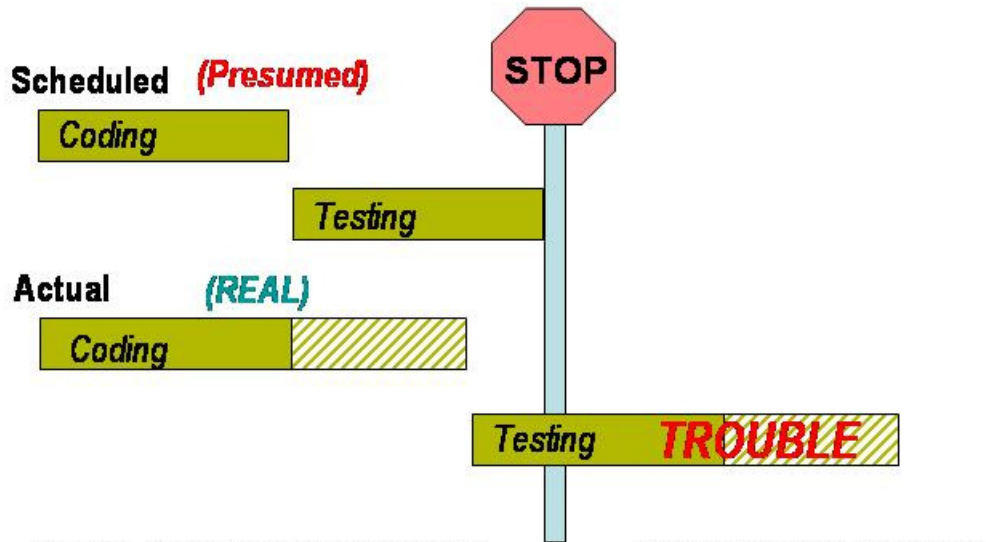 STOP
Scheduled (Presumed)
Coding
Testing
Actual (REAL)
Coding
Testing TROUBLE